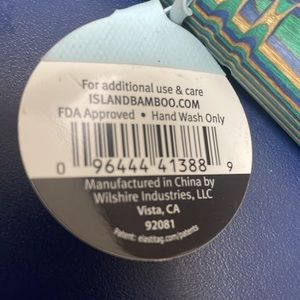 For additional use & care
ISLANDBAMBOO.COM
FDA Approved • Hand Wash Only
0 96444 41388 9
Manufactured in China by
Wilshire Industries, LLC
Vista, CA
92081
Patent: elastitag.com/patents